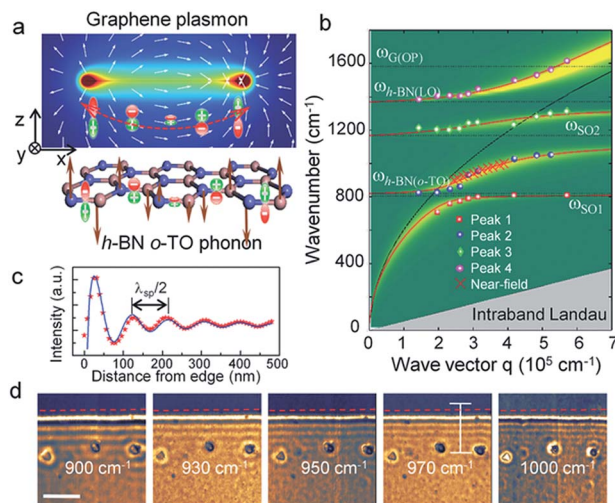 a
Graphene plasmon
z
y
x
h-BN o-TO phonon
b
Wavenumber (cm⁻¹)
1600
1200
800
400
0
ω_G(OP)
ω_h-BN(LO)
ω_SO2
ω_h-BN(o-TO)
ω_SO1
Peak 1
Peak 2
Peak 3
Peak 4
Near-field
Intraband Landau
0 1 2 3 4 5 6 7
Wave vector q (10⁵ cm⁻¹)
c
Intensity (a.u.)
λ_sp/2
0 100 200 300 400 500
Distance from edge (nm)
d
900 cm⁻¹
930 cm⁻¹
950 cm⁻¹
970 cm⁻¹
1000 cm⁻¹